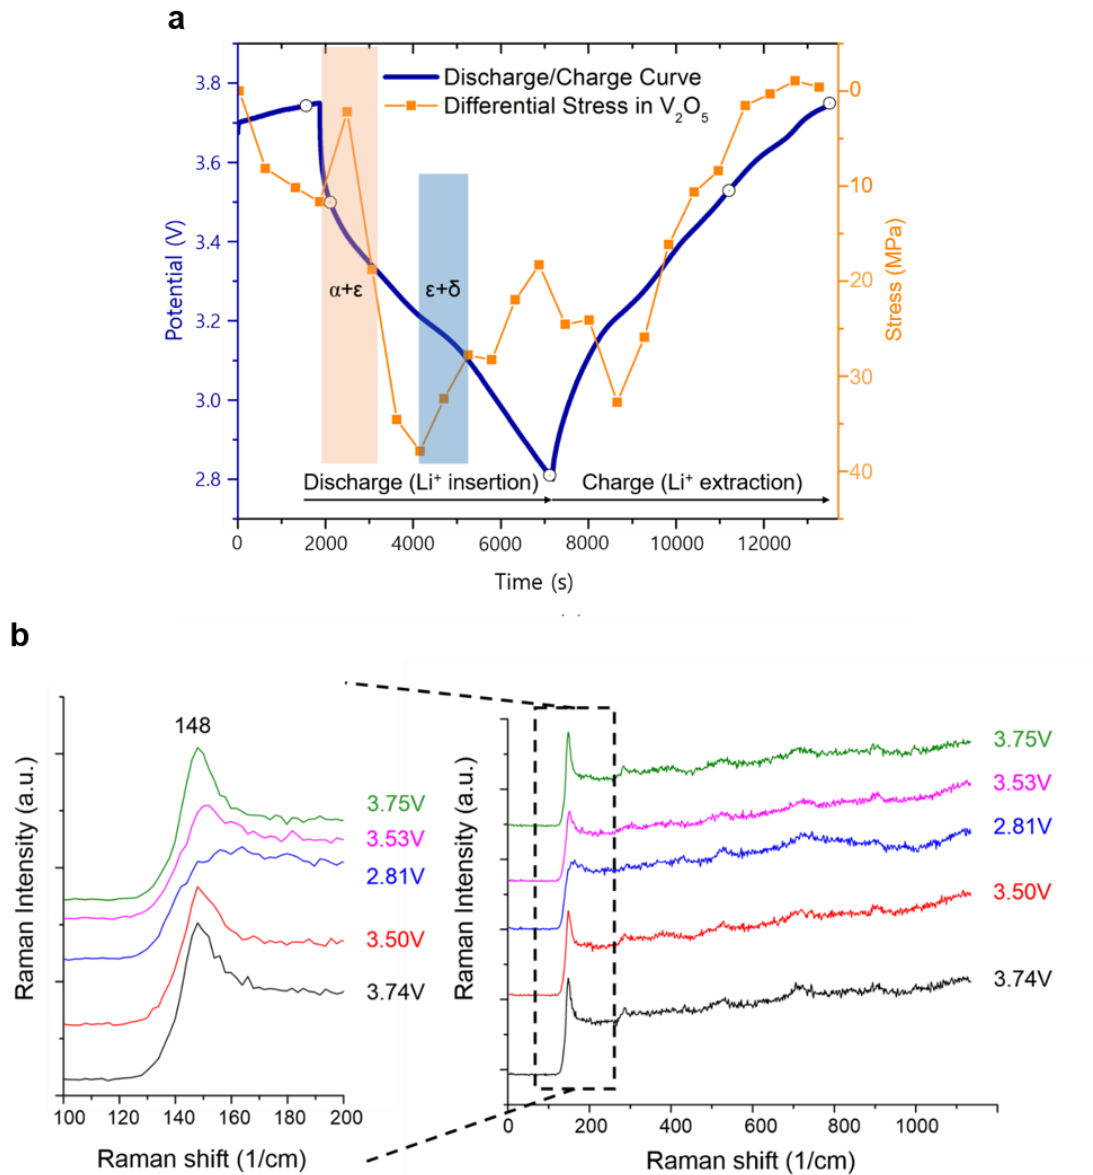 a
Discharge/Charge Curve
Differential Stress in V₂O₅
3.8
3.6
3.4
3.2
3.0
2.8
Potential (V)
0
10
20
30
40
Stress (MPa)
α+ε
ε+δ
Discharge (Li⁺ insertion)
Charge (Li⁺ extraction)
0 2000 4000 6000 8000 10000 12000
Time (s)
b
148
3.75V
3.53V
2.81V
3.50V
3.74V
Raman Intensity (a.u.)
100 120 140 160 180 200
Raman shift (1/cm)
3.75V
3.53V
2.81V
3.50V
3.74V
Raman Intensity (a.u.)
0 200 400 600 800 1000
Raman shift (1/cm)